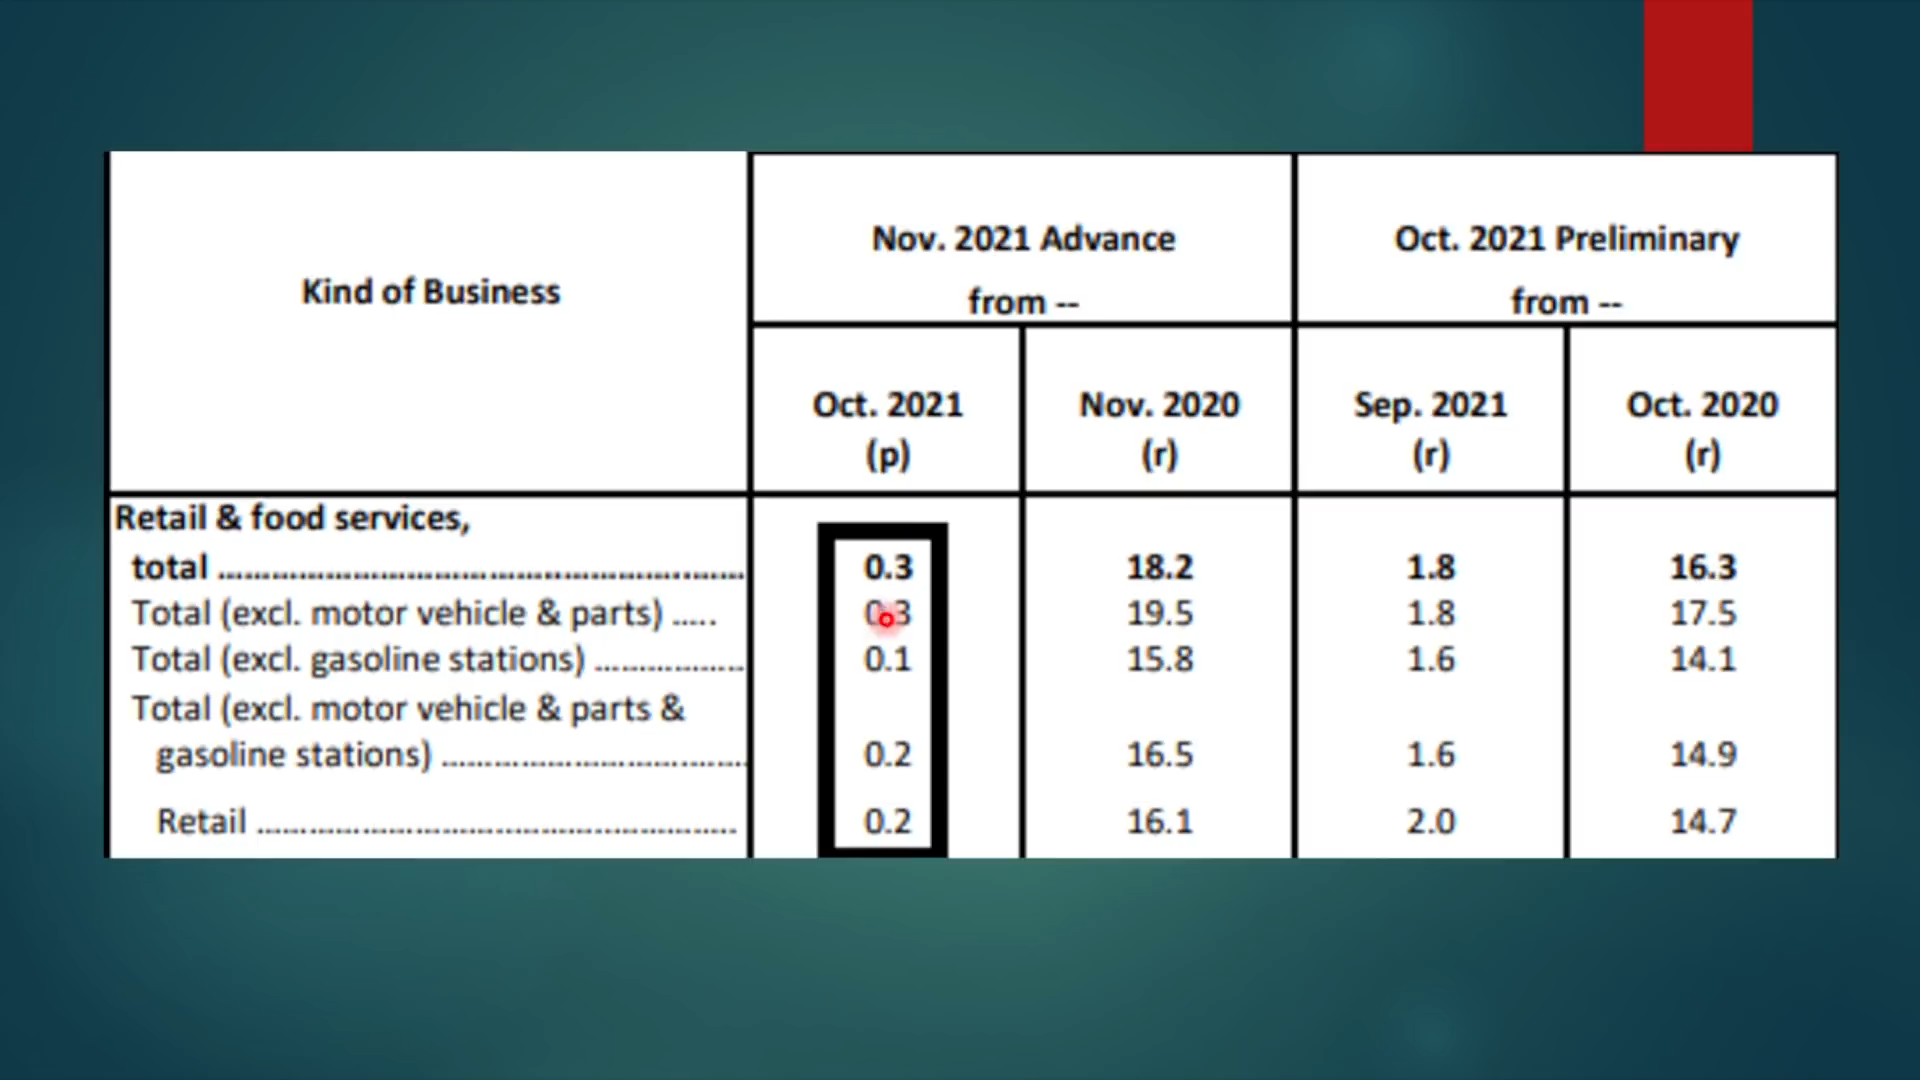 Kind of Business
Nov. 2021 Advance
from --
Oct. 2021 Preliminary
from --
Oct. 2021
(p)
Nov. 2020
(r)
Sep. 2021
(r)
Oct. 2020
(r)
Retail & food services,
total ........................................................ 0.3 18.2 1.8 16.3
Total (excl. motor vehicle & parts) ..... 0.3 19.5 1.8 17.5
Total (excl. gasoline stations) .................. 0.1 15.8 1.6 14.1
Total (excl. motor vehicle & parts &
gasoline stations) ................................ 0.2 16.5 1.6 14.9
Retail ..................................................... 0.2 16.1 2.0 14.7